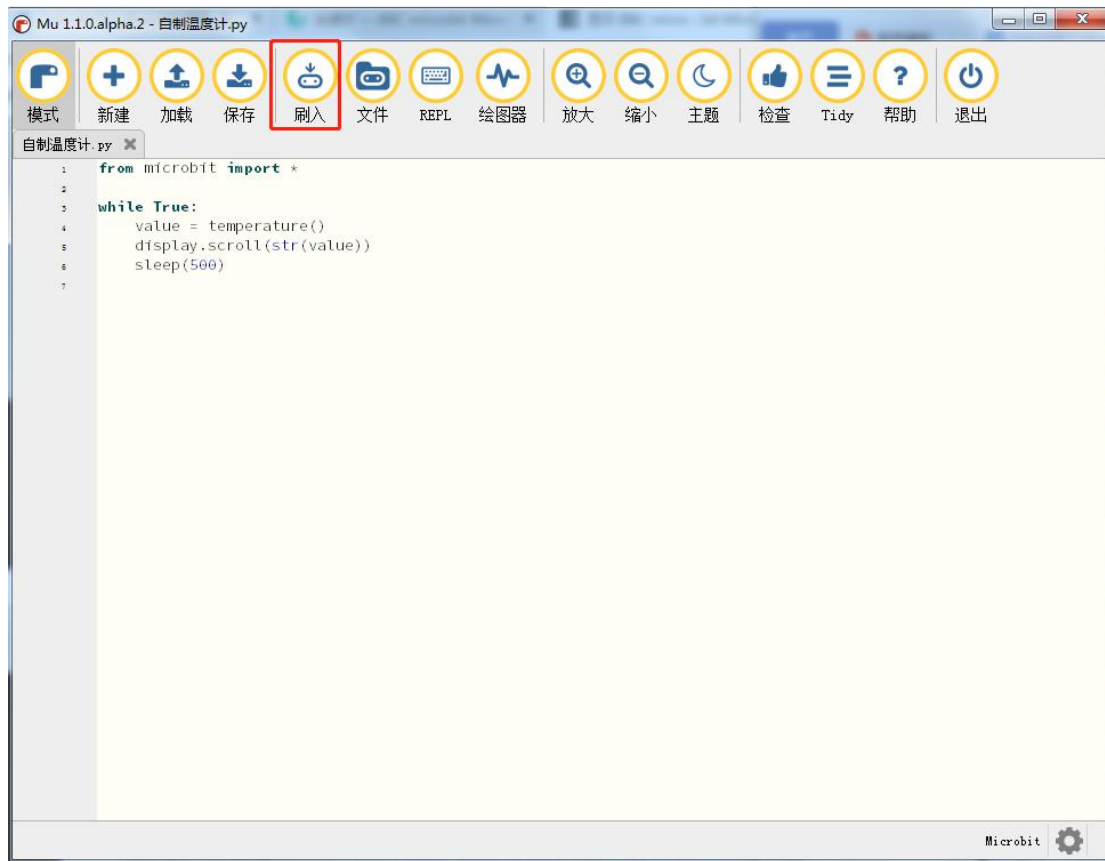 Mu 1.1.0.alpha.2 - 自制温度计.py
模式 新建 加载 保存 刷入 文件 REPL 绘图器 放大 缩小 主题 检查 Tidy 帮助 退出
自制温度计.py
1 from microbit import *
2
3 while True:
4     value = temperature()
5     display.scroll(str(value))
6     sleep(500)
7
Microbit